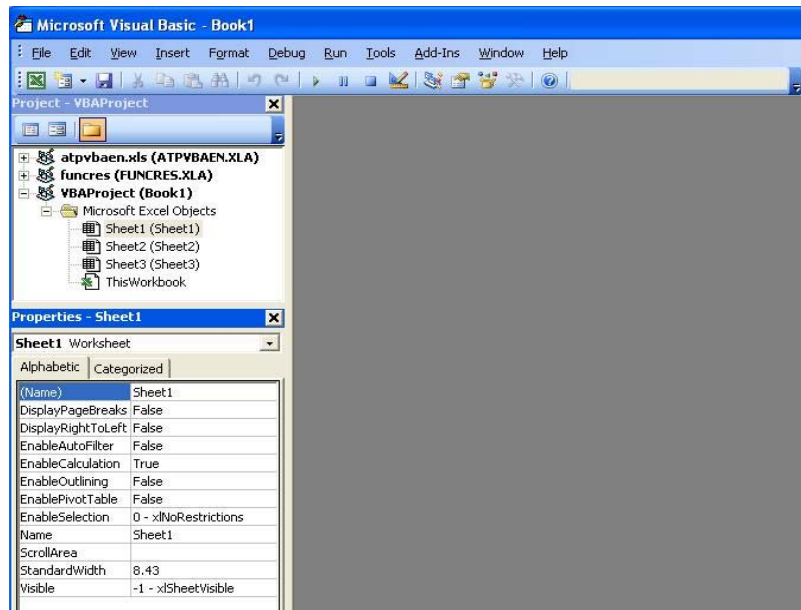 Microsoft Visual Basic - Book1
File Edit View Insert Format Debug Run Tools Add-Ins Window Help
Project - VBAProject
atpvbaen.xls (ATPVBAEN.XLA)
funcres (FUNCRES.XLA)
VBAProject (Book1)
Microsoft Excel Objects
Sheet1 (Sheet1)
Sheet2 (Sheet2)
Sheet3 (Sheet3)
ThisWorkbook
Properties - Sheet1
Sheet1 Worksheet
Alphabetic Categorized
(Name) Sheet1
DisplayPageBreaks False
DisplayRightToLeft False
EnableAutoFilter False
EnableCalculation True
EnableOutlining False
EnablePivotTable False
EnableSelection 0 - xlNoRestrictions
Name Sheet1
ScrollArea
StandardWidth 8.43
Visible -1 - xlSheetVisible